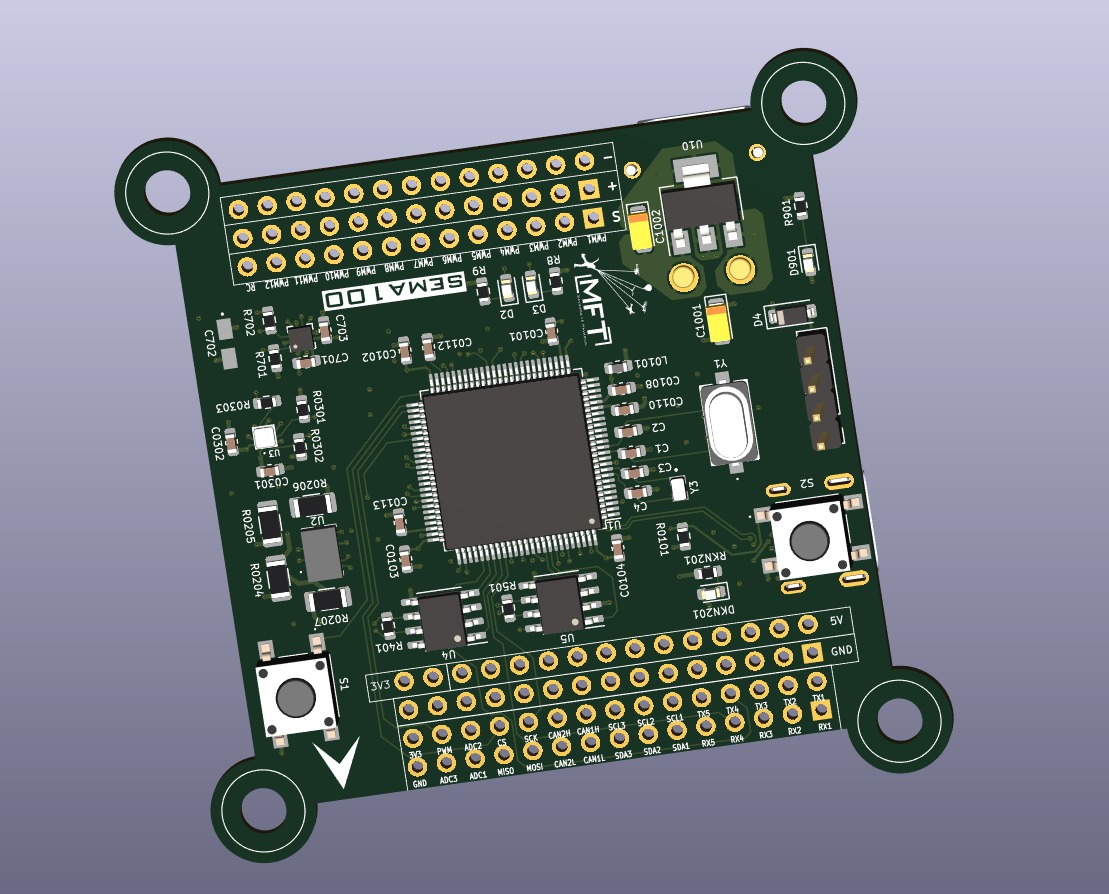 U10
−
+
S
PWM1
PWM2
PWM3
PWM4
PWM5
PWM6
PWM7
PWM8
PWM9
PWM10
PWM11
PWM12
RC
SEMA100
R9
R8
D2
D3
MFT
C1002
R901
D901
C1001
D4
R702
C703
C702
R701
C701
C0102
C0112
C0101
L0101
C0108
C0110
C2
C1
C3
C4
Y1
Y3
R0303
R0301
C0302
U3
R0302
C0301
R0206
R0205
U2
R0204
R0207
C0113
C0103
U1
C0104
R0101
S2
RKN201
DKN201
R501
R401
U4
U5
S1
5V
GND
3V3
3V3
PWM
ADC2
CS
SCK
CAN2H
CAN1H
SCL3
SCL2
SCL1
TX5
TX4
TX3
TX2
TX1
GND
ADC3
ADC1
MISO
MOSI
CAN2L
CAN1L
SDA3
SDA2
SDA1
RX5
RX4
RX3
RX2
RX1